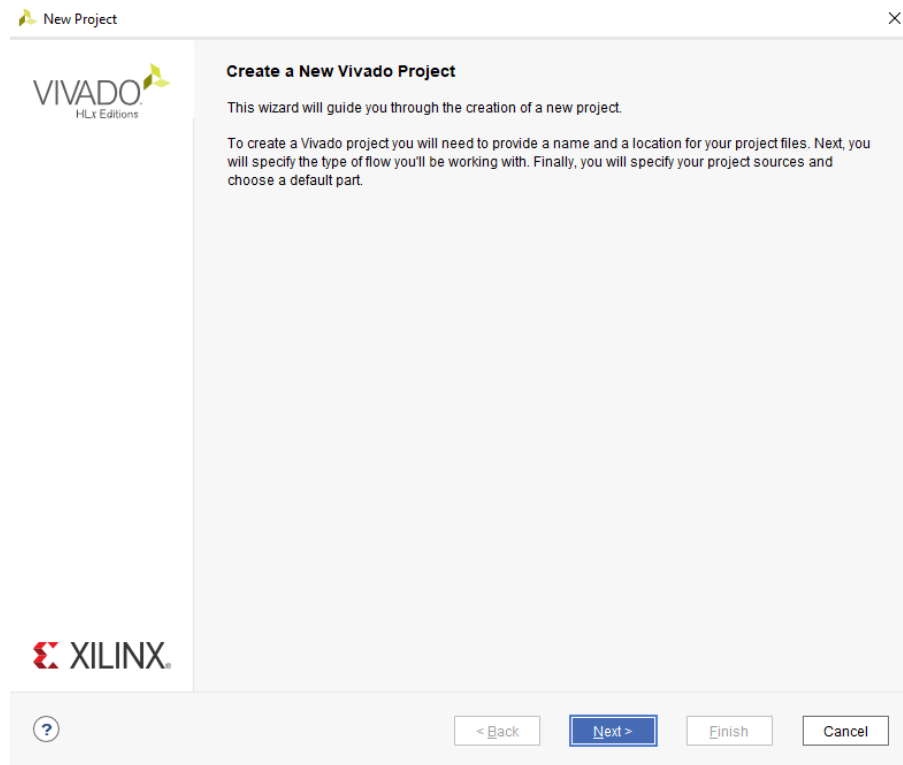 New Project
VIVADO.
HLx Editions
Create a New Vivado Project
This wizard will guide you through the creation of a new project.
To create a Vivado project you will need to provide a name and a location for your project files. Next, you
will specify the type of flow you'll be working with. Finally, you will specify your project sources and
choose a default part.
XILINX®
?
< Back
Next >
Finish
Cancel